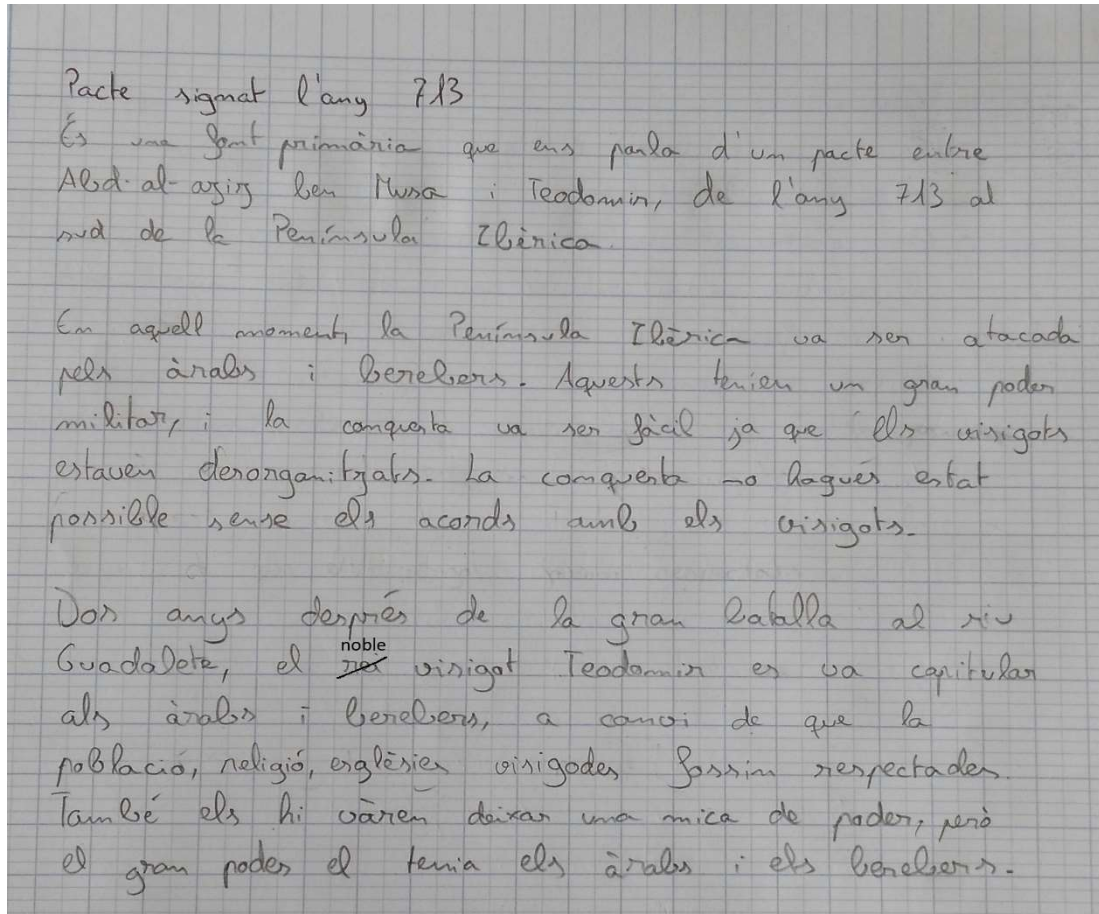 Pacte signat l'any 713
És una font primària que ens parla d'un pacte entre
Abd-al-aziz ben Musa i Teodomir, de l'any 713 al
sud de la Península Ibèrica.
En aquell moment, la Península Ibèrica va ser atacada
pels àrabs i berebers. Aquests tenien un gran poder
militar, i la conquesta va ser fàcil ja que els visigots
estaven desorganitzats. La conquesta no hagués estat
possible sense els acords amb els visigots.
Dos anys després de la gran batalla al riu
Guadalete, el noble rei visigot Teodomir es va capitular
als àrabs i berebers, a canvi de que la
població, religió, esglèsies visigodes fossin respectades.
També els hi vàren deixar una mica de poder, però
el gran poder el tenia els àrabs i els berebers.